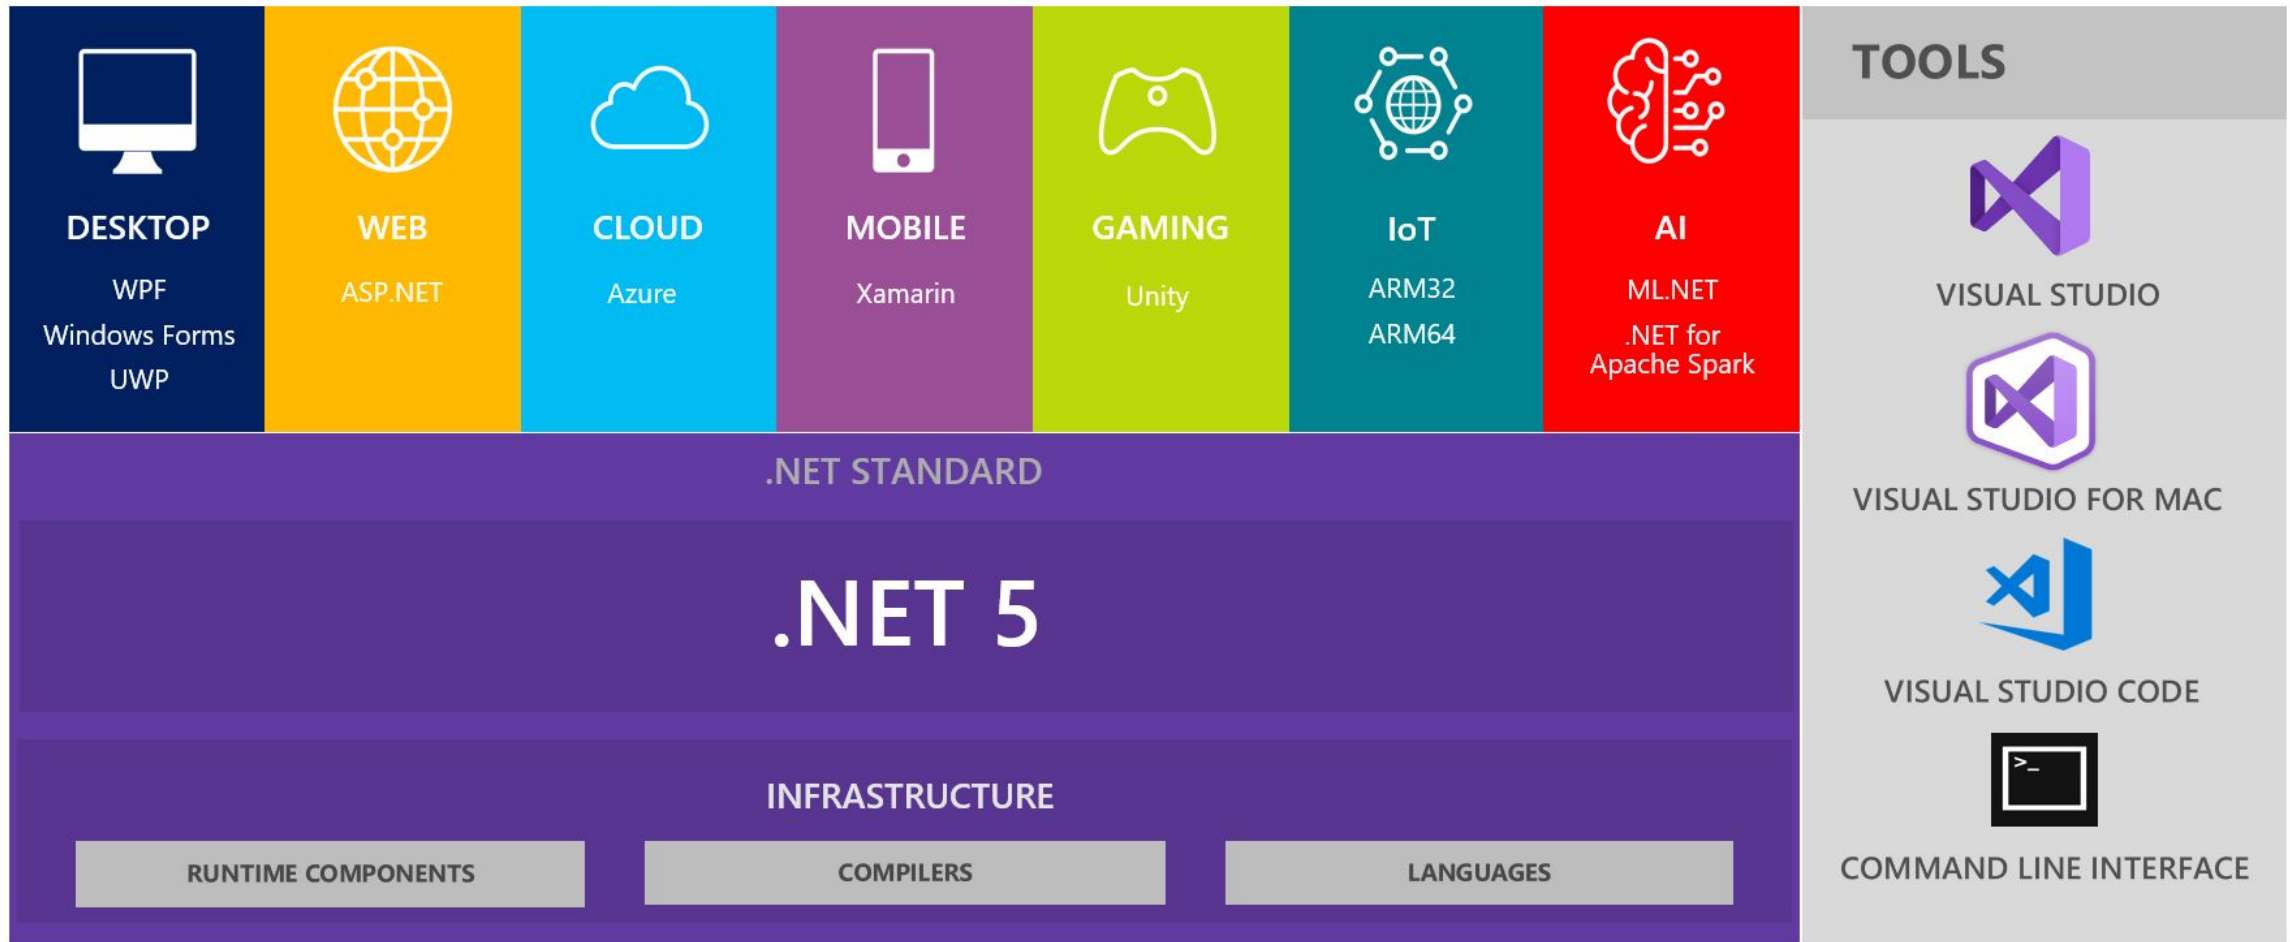 DESKTOP
WPF
Windows Forms
UWP
WEB
ASP.NET
CLOUD
Azure
MOBILE
Xamarin
GAMING
Unity
IoT
ARM32
ARM64
AI
ML.NET
.NET for
Apache Spark
.NET STANDARD
.NET 5
INFRASTRUCTURE
RUNTIME COMPONENTS
COMPILERS
LANGUAGES
TOOLS
VISUAL STUDIO
VISUAL STUDIO FOR MAC
VISUAL STUDIO CODE
>_
COMMAND LINE INTERFACE